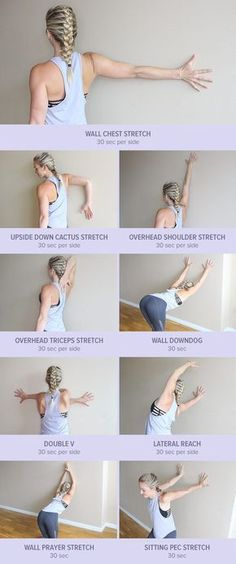 WALL CHEST STRETCH
30 sec per side
UPSIDE DOWN CACTUS STRETCH
30 sec per side
OVERHEAD SHOULDER STRETCH
30 sec per side
OVERHEAD TRICEPS STRETCH
30 sec per side
WALL DOWNDOG
30 sec
DOUBLE V
30 sec per side
LATERAL REACH
30 sec per side
WALL PRAYER STRETCH
30 sec
SITTING PEC STRETCH
30 sec per side